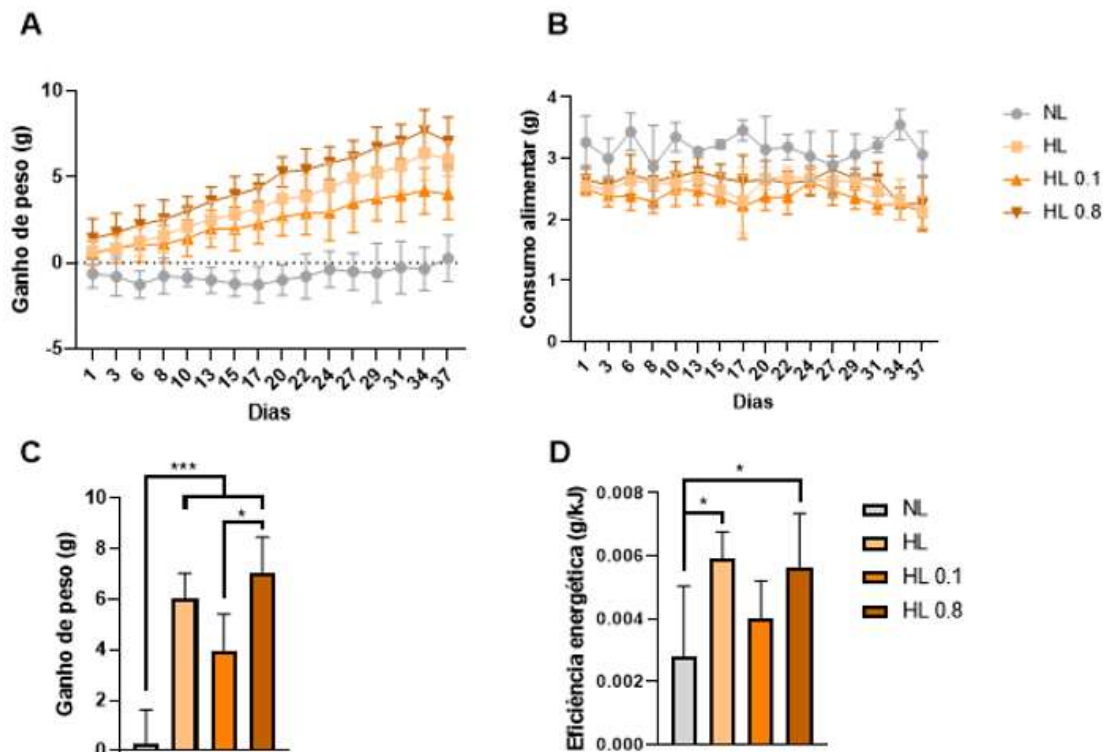 A
Ganho de peso (g)
10
5
0
-5
1 3 6 8 10 13 15 17 20 22 24 27 29 31 34 37
Dias
B
Consumo alimentar (g)
4
3
2
1
0
1 3 6 8 10 13 15 17 20 22 24 27 29 31 34 37
Dias
NL
HL
HL 0.1
HL 0.8
C
Ganho de peso (g)
10
8
6
4
2
0
***
*
D
Eficiência energética (g/kJ)
0.008
0.006
0.004
0.002
0.000
*
*
NL
HL
HL 0.1
HL 0.8